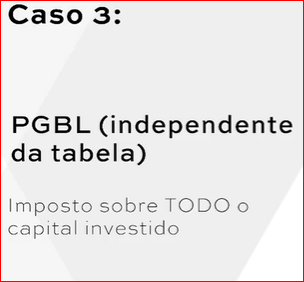 Caso 3:
PGBL (independente
da tabela)
Imposto sobre TODO o
capital investido